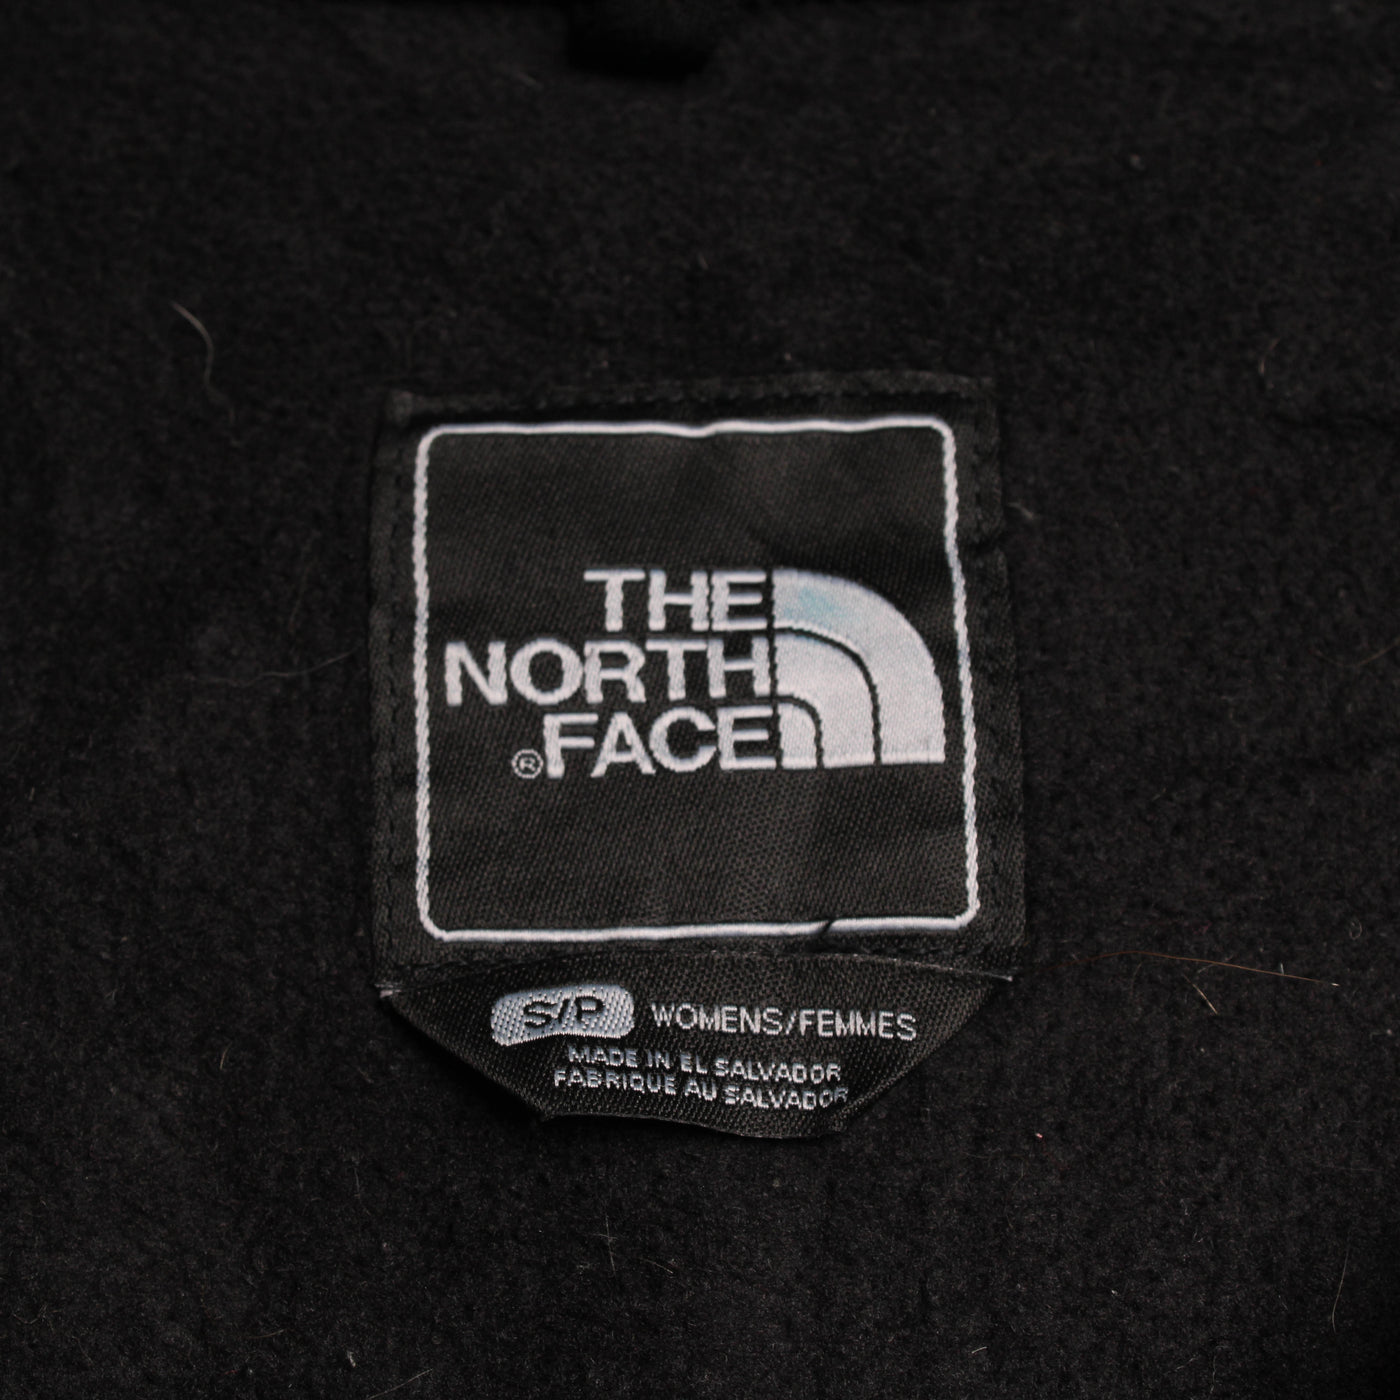 THE
NORTH
®FACE
S/P WOMENS/FEMMES
MADE IN EL SALVADOR
FABRIQUE AU SALVADOR